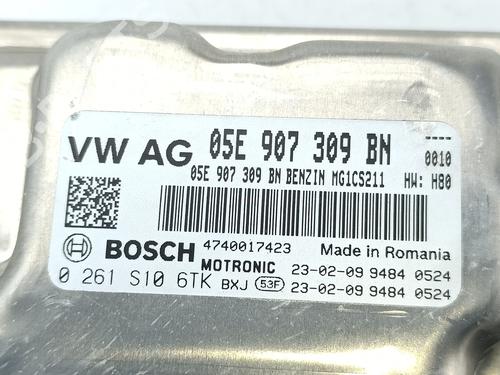 VW AG 05E 907 309 BN ----
0010
05E 907 309 BN BENZIN MG1CS211 HW: H80
BOSCH 4740017423 Made in Romania
MOTRONIC 23-02-09 9484 0524
0 261 S10 6TK BXJ 53F 23-02-09 9484 0524